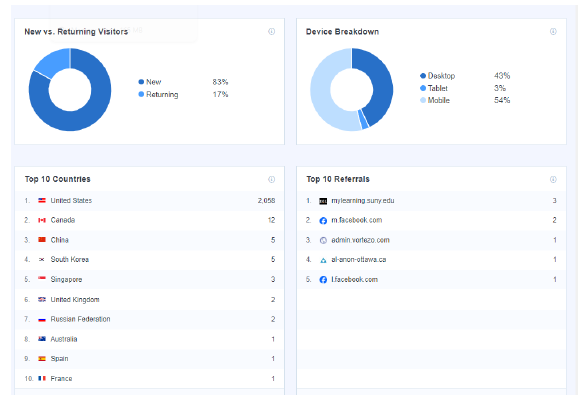 New vs. Returning Visitors
New 83%
Returning 17%
Device Breakdown
Desktop 43%
Tablet 3%
Mobile 54%
Top 10 Countries
1. United States 2,058
2. Canada 12
3. China 5
4. South Korea 5
5. Singapore 3
6. United Kingdom 2
7. Russian Federation 2
8. Australia 1
9. Spain 1
10. France 1
Top 10 Referrals
1. mylearning.suny.edu 3
2. m.facebook.com 2
3. admin.vortezo.com 1
4. al-anon-ottawa.ca 1
5. l.facebook.com 1